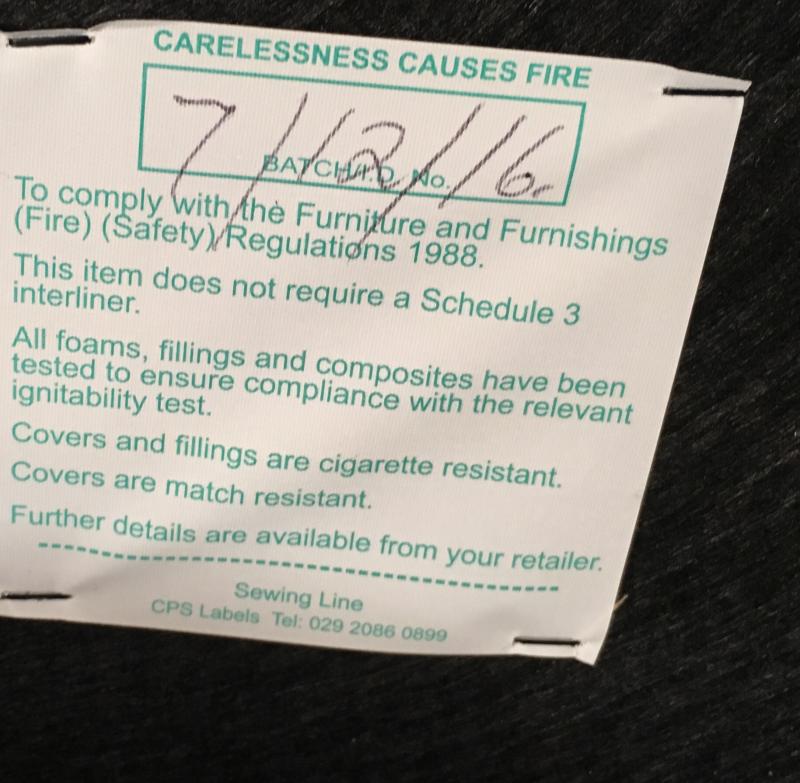 CARELESSNESS CAUSES FIRE
7/12/16.
BATCH/I.D. No.
To comply with the Furniture and Furnishings
(Fire) (Safety) Regulations 1988.
This item does not require a Schedule 3
interliner.
All foams, fillings and composites have been
tested to ensure compliance with the relevant
ignitability test.
Covers and fillings are cigarette resistant.
Covers are match resistant.
Further details are available from your retailer.
Sewing Line
CPS Labels Tel: 029 2086 0899